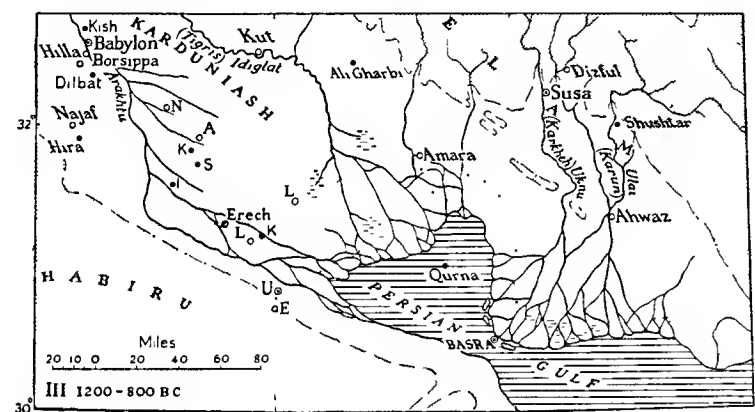 Kish
Babylon
Hilla
Borsippa
Dilbat
Najaf
Hira
KARDUNIASH
(Tigris) Idiglat
Kut
Ali Gharbi
E
L
Dizful
Susa
Shushtar
M
(Karkheh) Uknu
(Karun)
Ulai
Ahwaz
Amara
Arakhtu
32°
N
A
K
S
I
L
Erech
L
K
U
E
HABIRU
Qurna
PERSIAN
GULF
BASRA
Miles
20 10 0 20 40 60 80
III 1200-800 BC
30°